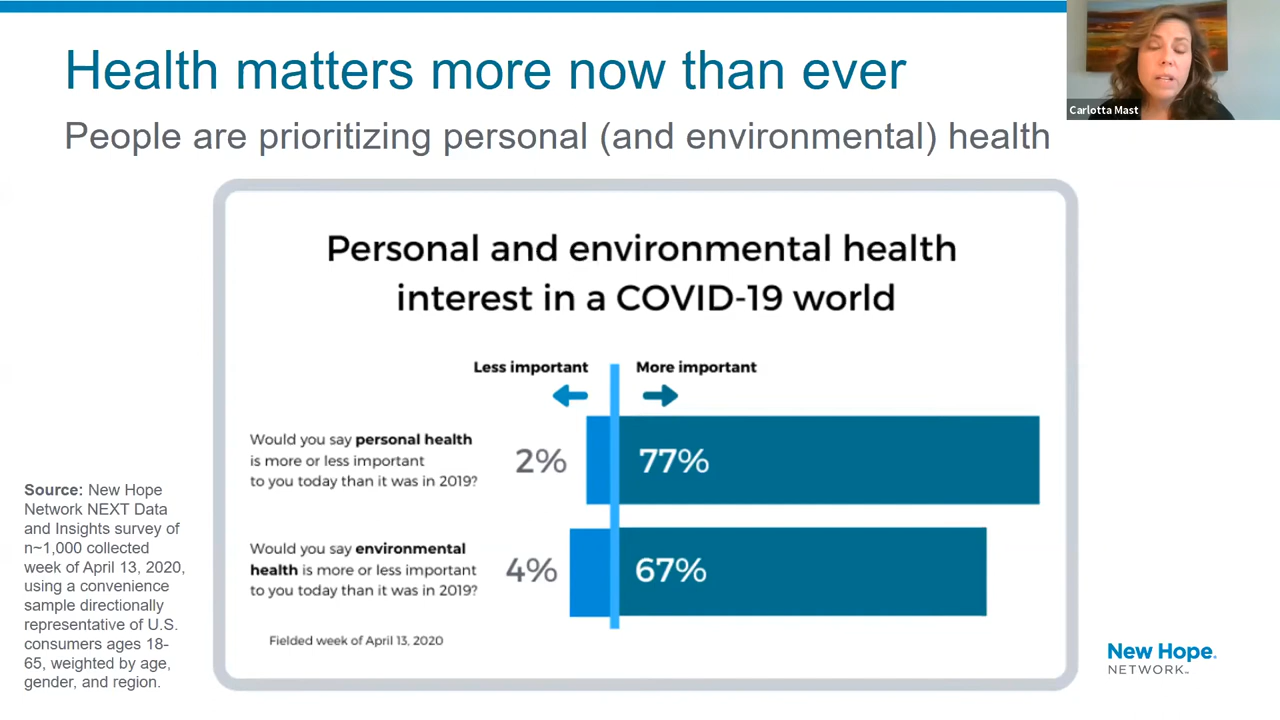 Health matters more now than ever
People are prioritizing personal (and environmental) health
Carlotta Mast
Personal and environmental health
interest in a COVID-19 world
Less important
More important
Would you say personal health
is more or less important
to you today than it was in 2019?
2%
77%
Would you say environmental
health is more or less important
to you today than it was in 2019?
4%
67%
Fielded week of April 13, 2020
Source: New Hope
Network NEXT Data
and Insights survey of
n~1,000 collected
week of April 13, 2020,
using a convenience
sample directionally
representative of U.S.
consumers ages 18-
65, weighted by age,
gender, and region.
New Hope.
NETWORK™